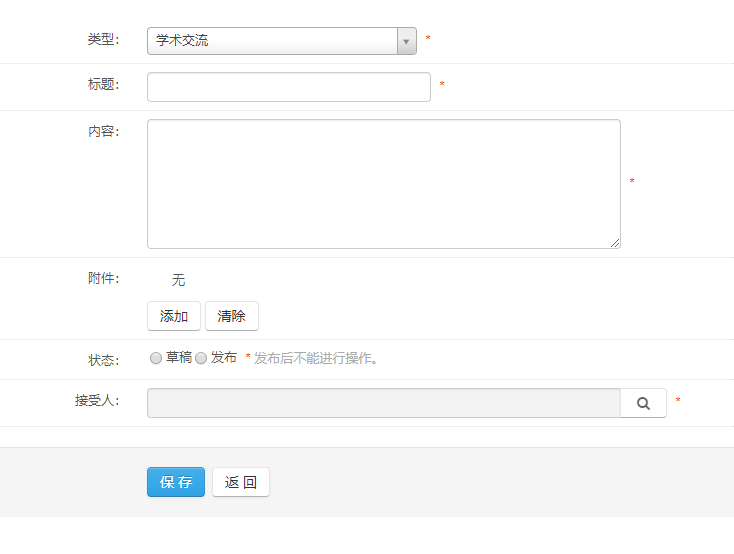 类型: 学术交流 *
标题: *
内容: *
附件: 无
添加 清除
状态: 草稿 发布 * 发布后不能进行操作。
接受人: *
保 存 返 回